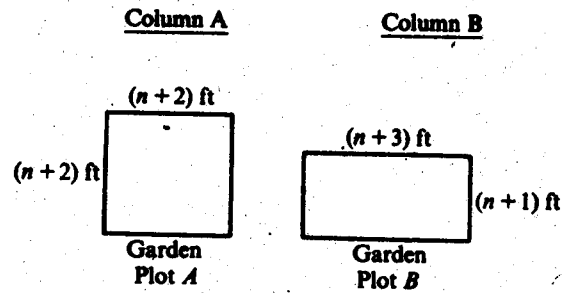 Column A
Column B
(n + 2) ft
(n + 3) ft
(n + 2) ft
(n + 1) ft
Garden
Plot A
Garden
Plot B